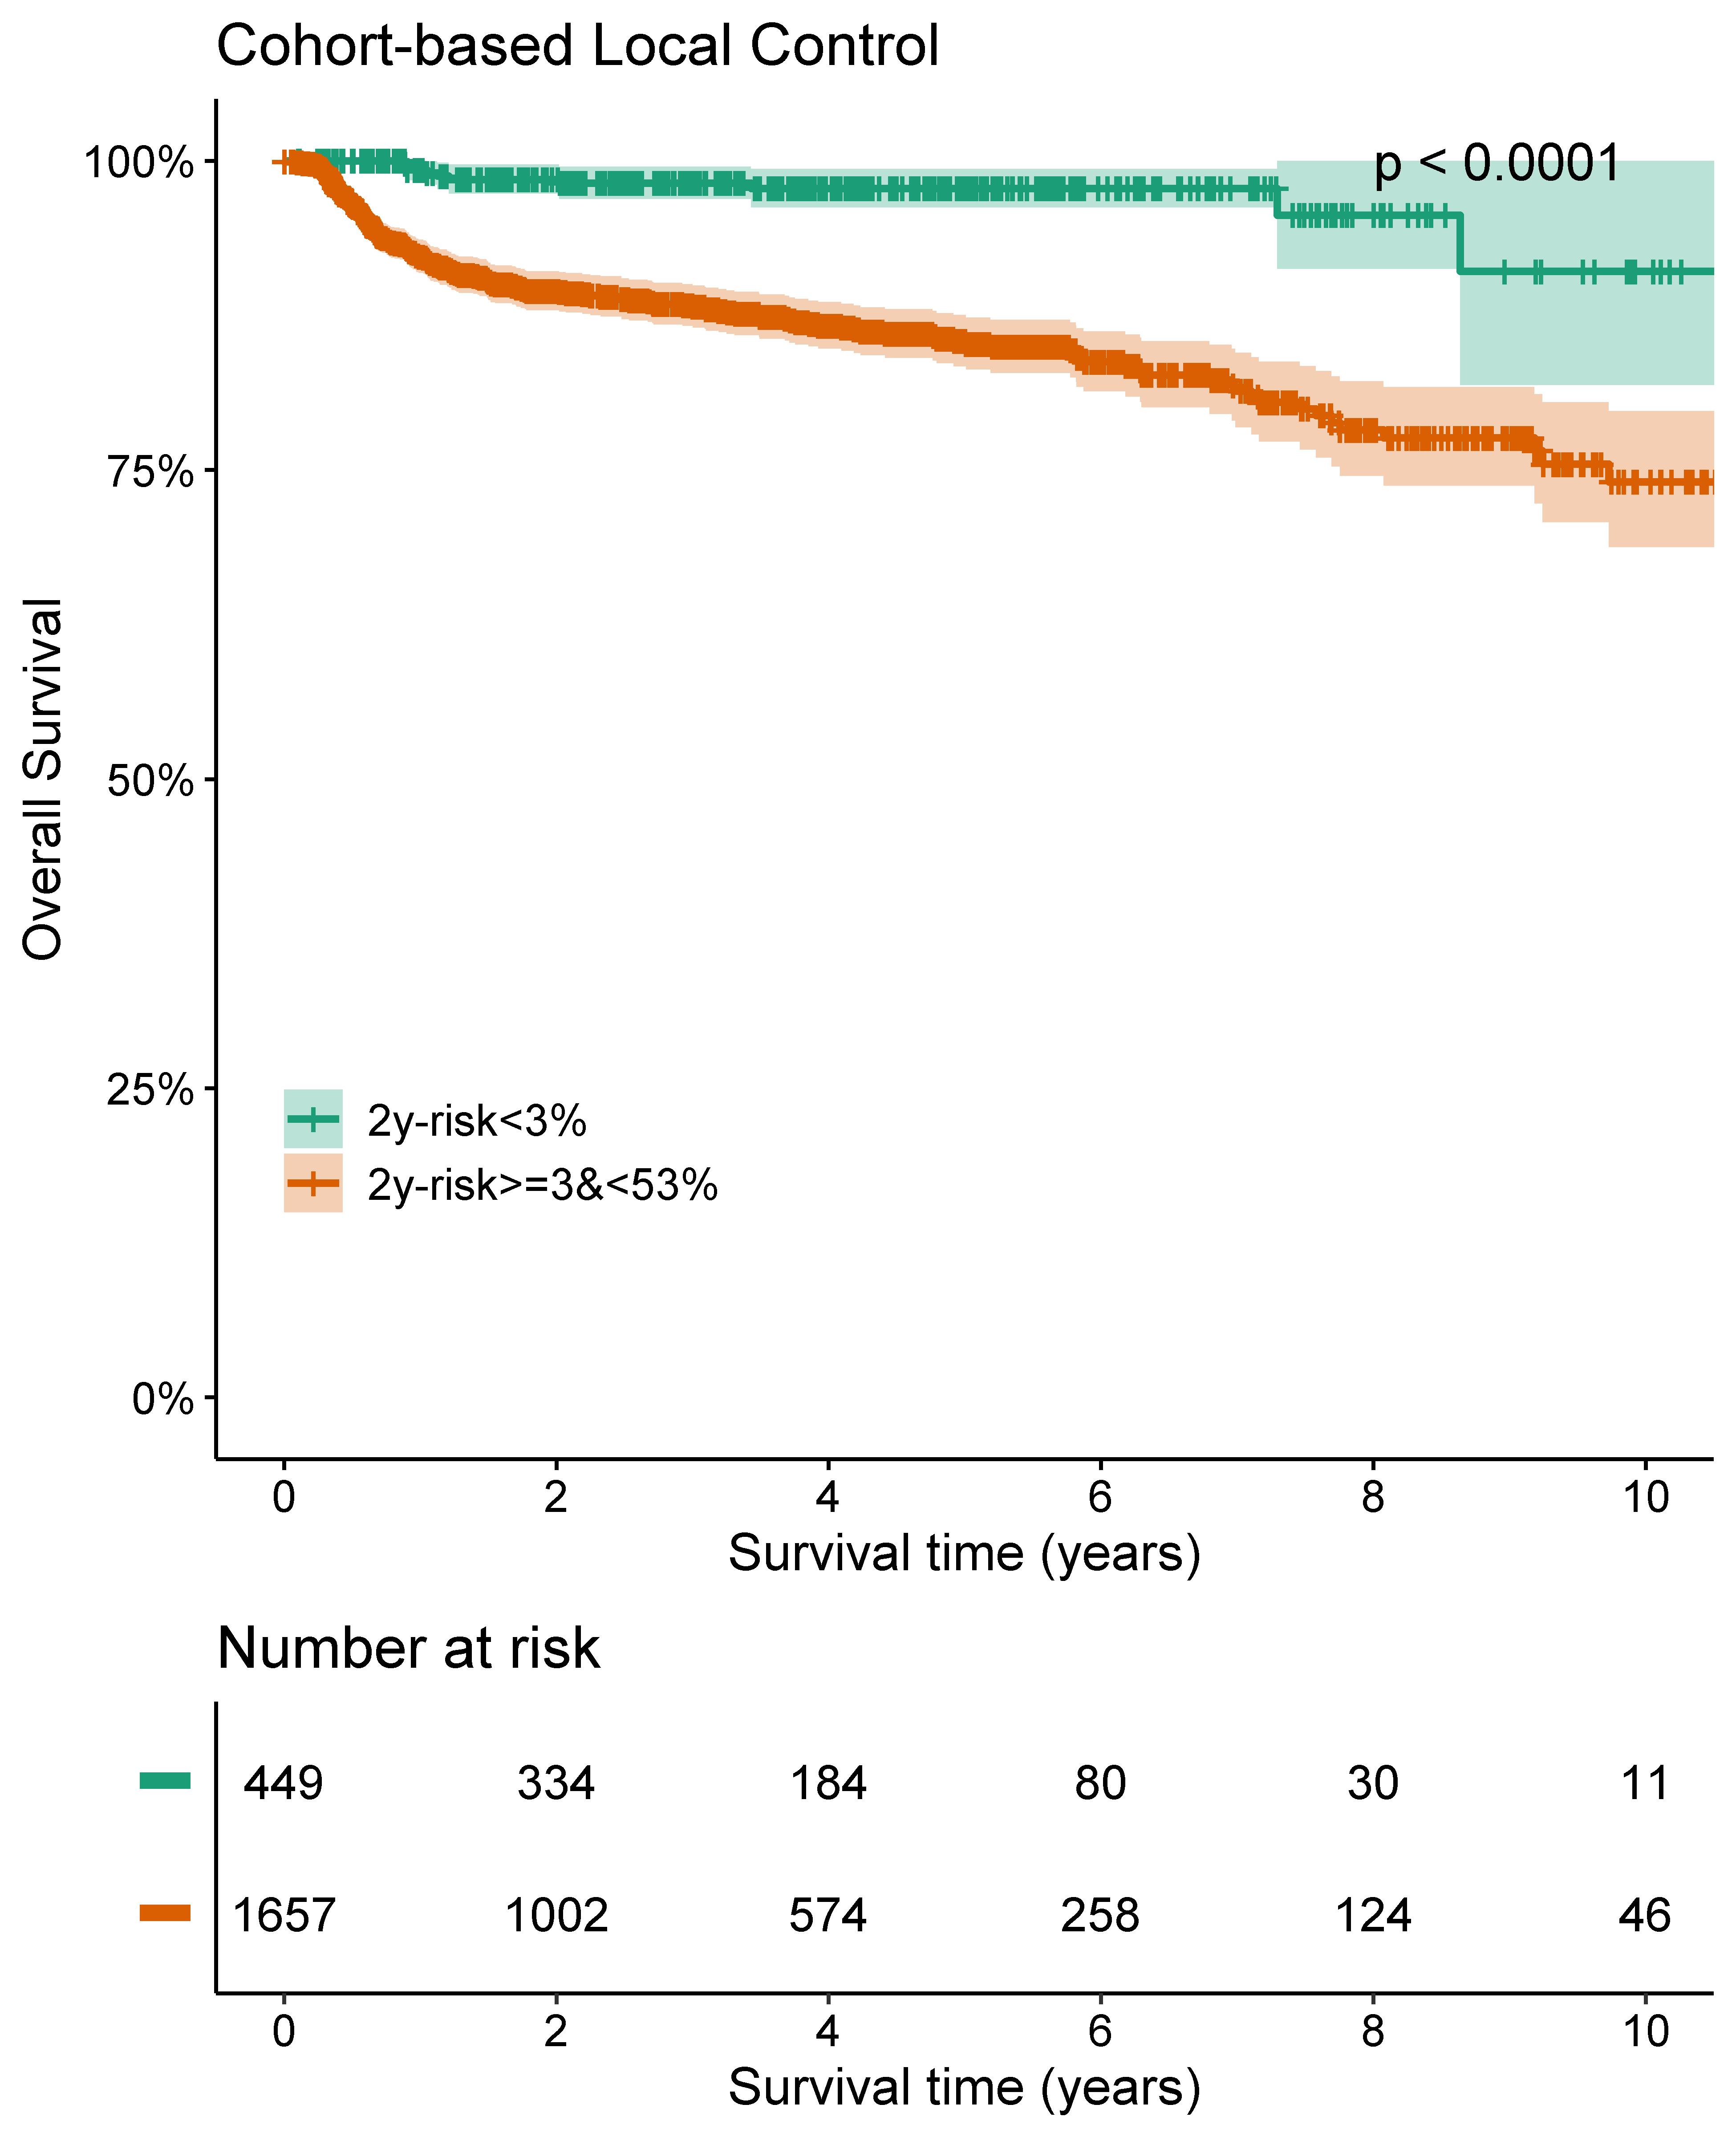 Cohort-based Local Control
p < 0.0001
100%
75%
50%
25%
0%
Overall Survival
2y-risk<3%
2y-risk>=3&<53%
0 2 4 6 8 10
Survival time (years)
Number at risk
449 334 184 80 30 11
1657 1002 574 258 124 46
0 2 4 6 8 10
Survival time (years)